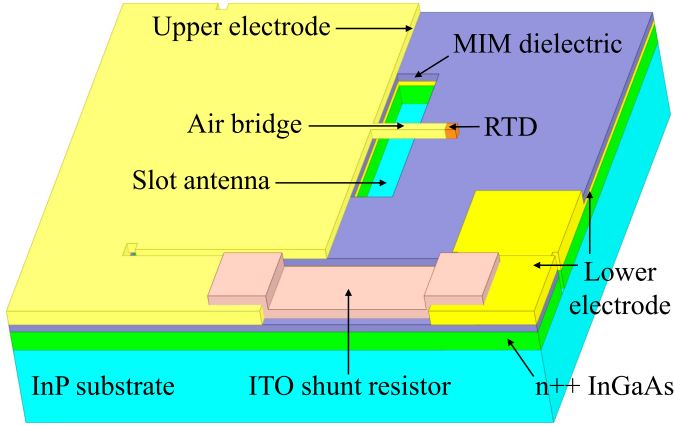 Upper electrode
MIM dielectric
Air bridge
RTD
Slot antenna
Lower
electrode
InP substrate
ITO shunt resistor
n++ InGaAs